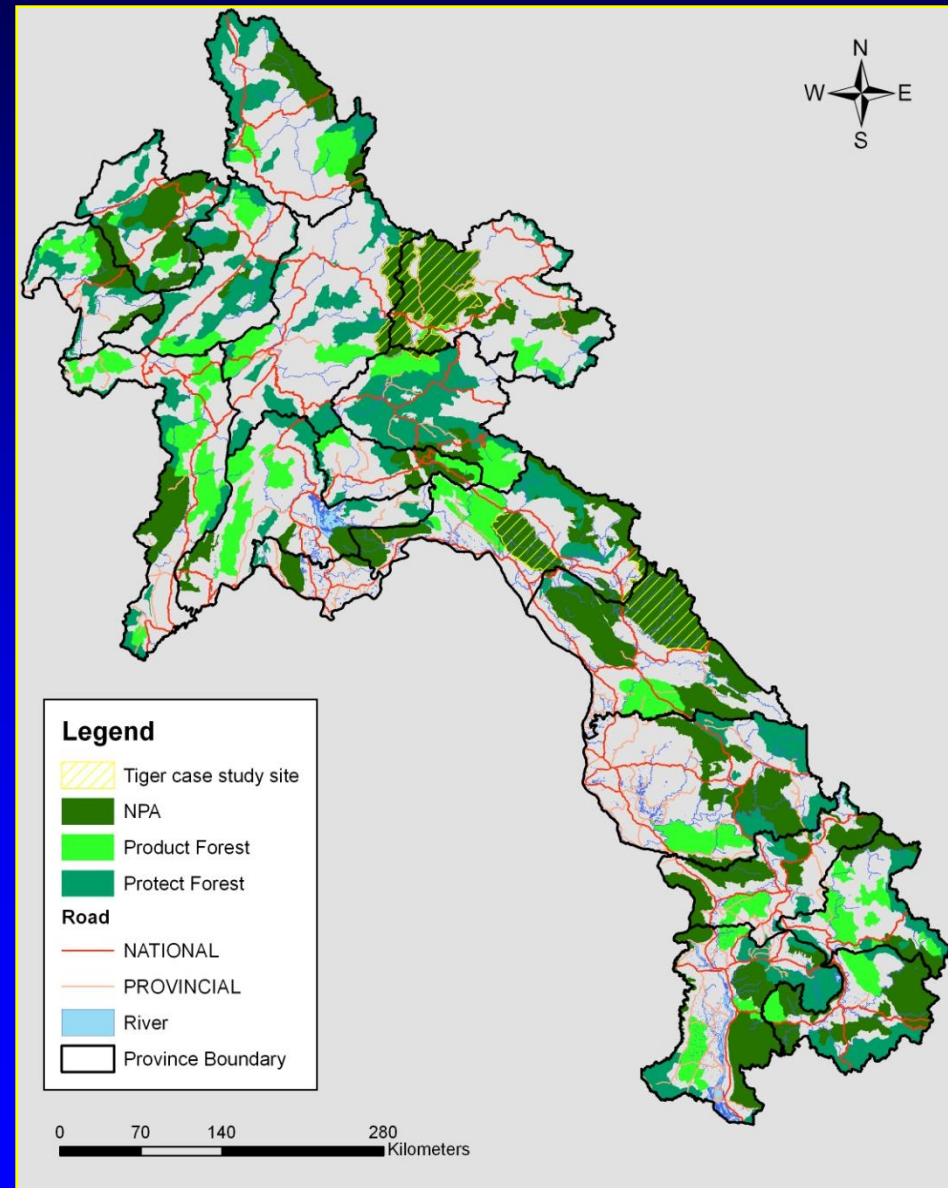 N
W E
S
Legend
Tiger case study site
NPA
Product Forest
Protect Forest
Road
NATIONAL
PROVINCIAL
River
Province Boundary
0 70 140 280
Kilometers